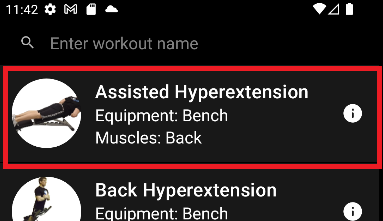 11:42
Enter workout name
Assisted Hyperextension
Equipment: Bench
Muscles: Back
Back Hyperextension
Equipment: Bench